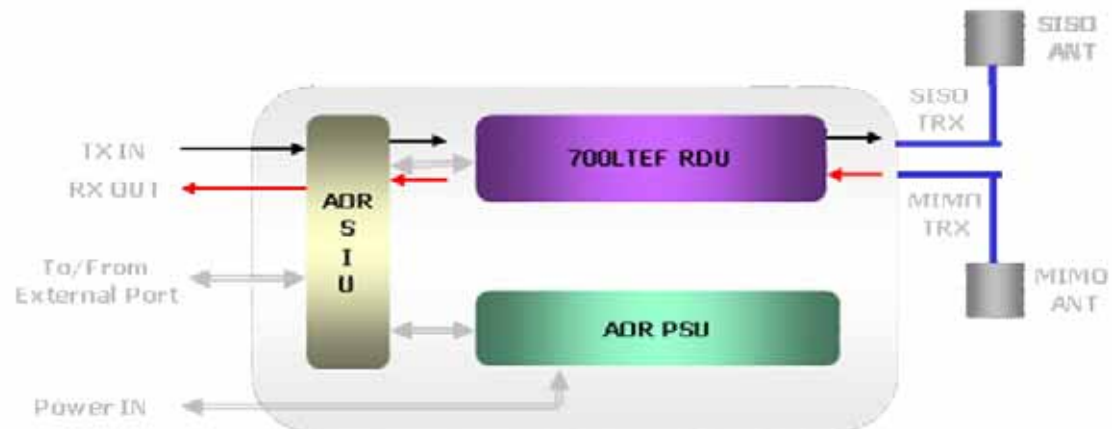 SISO
ANT
SISO
TRX
TX IN
RX OUT
700LTEF RDU
ADR
S
I
U
MIMO
TRX
To/From
External Port
MIMO
ANT
ADR PSU
Power IN